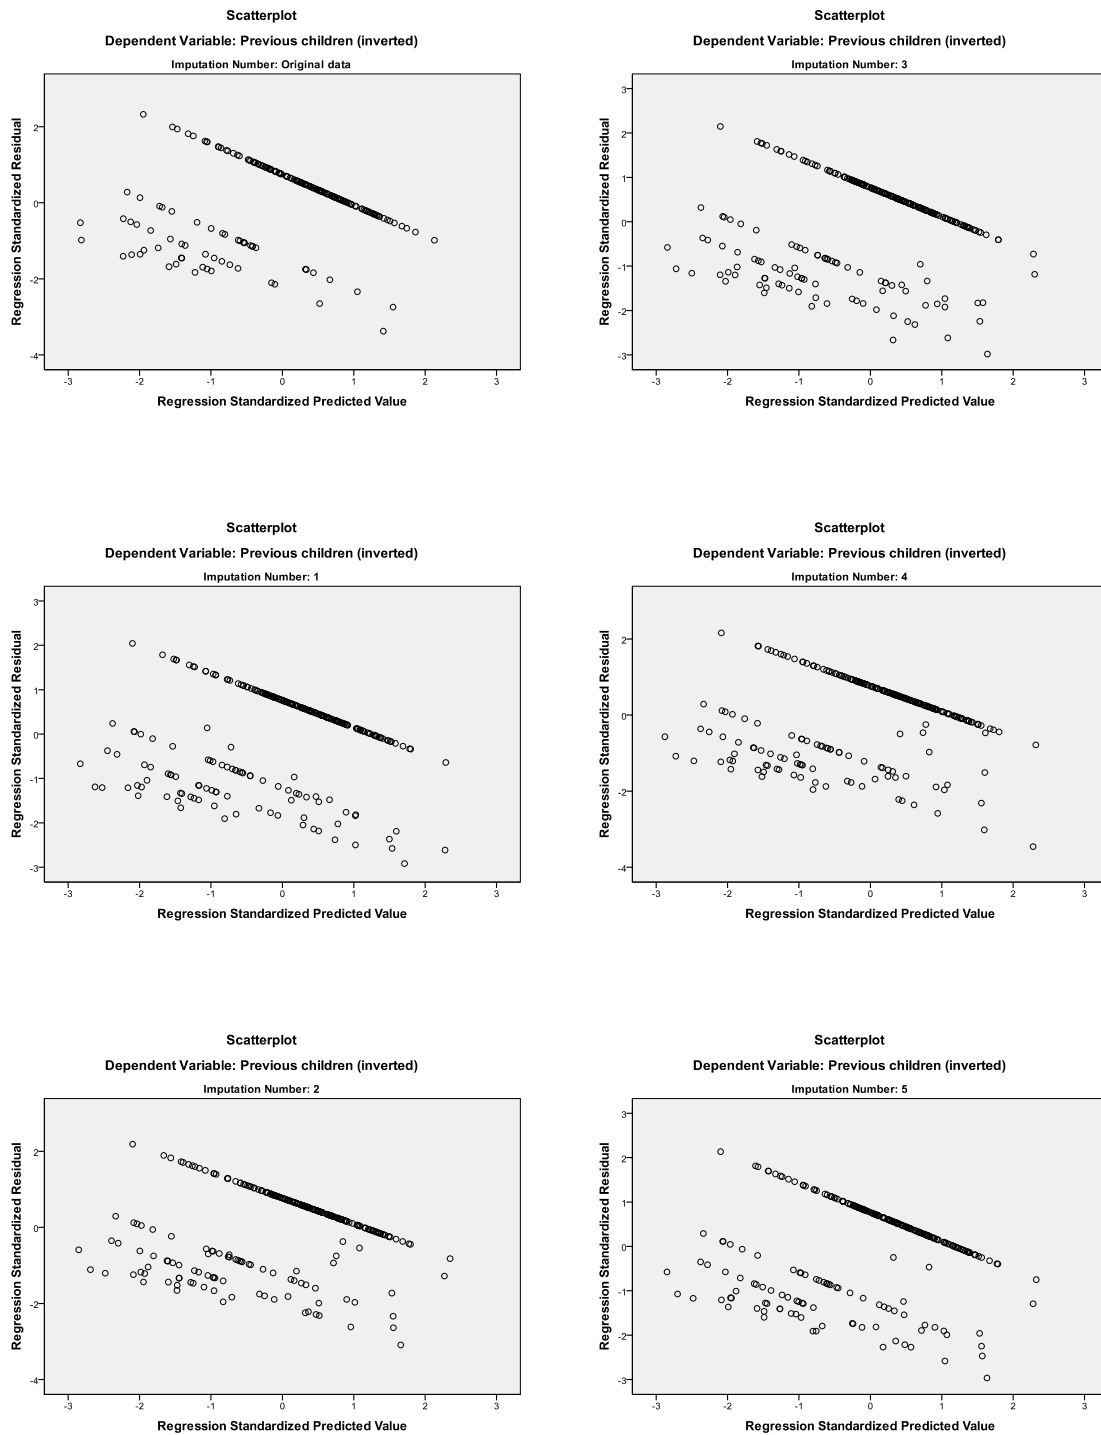 Scatterplot
Dependent Variable: Previous children (inverted)
Imputation Number: Original data
Regression Standardized Residual
2
0
-2
-4
-3
-2
-1
0
1
2
3
Regression Standardized Predicted Value
Scatterplot
Dependent Variable: Previous children (inverted)
Imputation Number: 3
Regression Standardized Residual
3
2
1
0
-1
-2
-3
-3
-2
-1
0
1
2
3
Regression Standardized Predicted Value
Scatterplot
Dependent Variable: Previous children (inverted)
Imputation Number: 1
Regression Standardized Residual
3
2
1
0
-1
-2
-3
-3
-2
-1
0
1
2
3
Regression Standardized Predicted Value
Scatterplot
Dependent Variable: Previous children (inverted)
Imputation Number: 4
Regression Standardized Residual
2
0
-2
-4
-3
-2
-1
0
1
2
3
Regression Standardized Predicted Value
Scatterplot
Dependent Variable: Previous children (inverted)
Imputation Number: 2
Regression Standardized Residual
2
0
-2
-4
-3
-2
-1
0
1
2
3
Regression Standardized Predicted Value
Scatterplot
Dependent Variable: Previous children (inverted)
Imputation Number: 5
Regression Standardized Residual
3
2
1
0
-1
-2
-3
-3
-2
-1
0
1
2
3
Regression Standardized Predicted Value